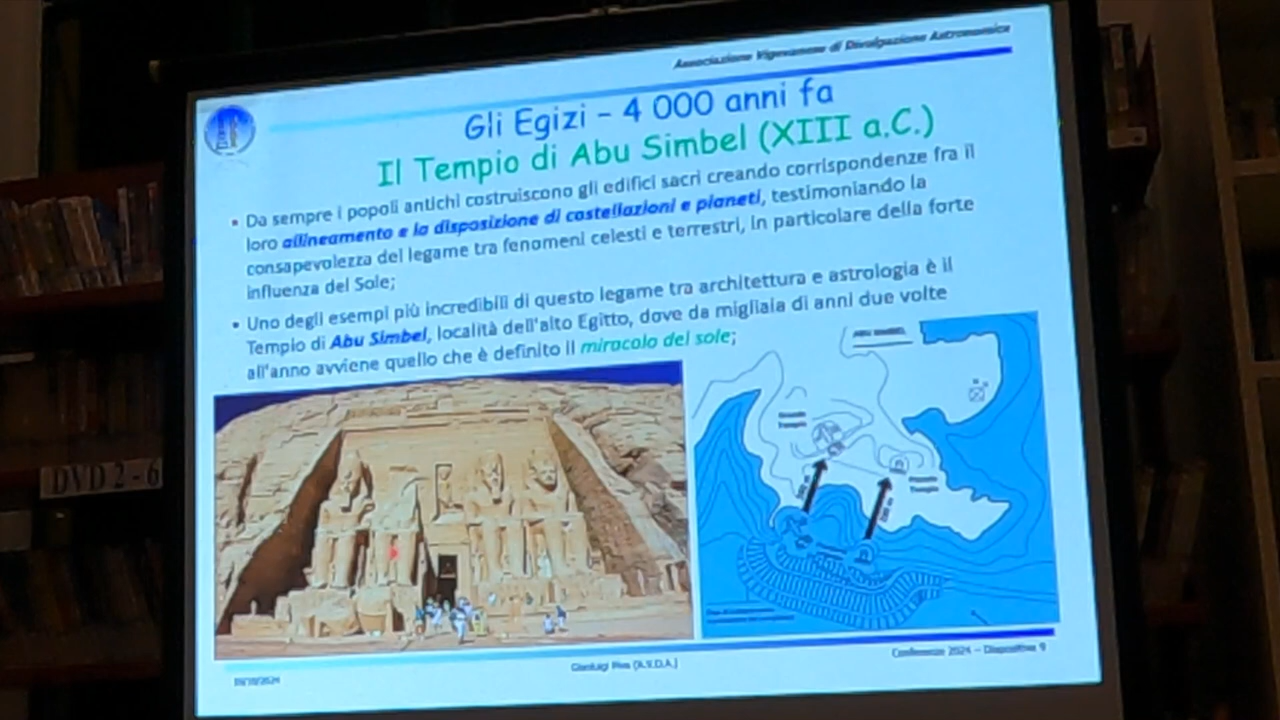 Associazione Vigevanese di Divulgazione Astronomica
Gli Egizi - 4 000 anni fa
Il Tempio di Abu Simbel (XIII a.C.)
• Da sempre i popoli antichi costruiscono gli edifici sacri creando corrispondenze fra il
loro allineamento e la disposizione di costellazioni e pianeti, testimoniando la
consapevolezza del legame tra fenomeni celesti e terrestri, in particolare della forte
influenza del Sole;
• Uno degli esempi più incredibili di questo legame tra architettura e astrologia è il
Tempio di Abu Simbel, località dell'alto Egitto, dove da migliaia di anni due volte
all'anno avviene quello che è definito il miracolo del sole;
ABU SIMBEL
Grande
Tempio
Piccolo
Tempio
DVD 2-6
Gianluigi Piva (A.V.D.A.)
Conferenze 2024 - Diapositiva 9